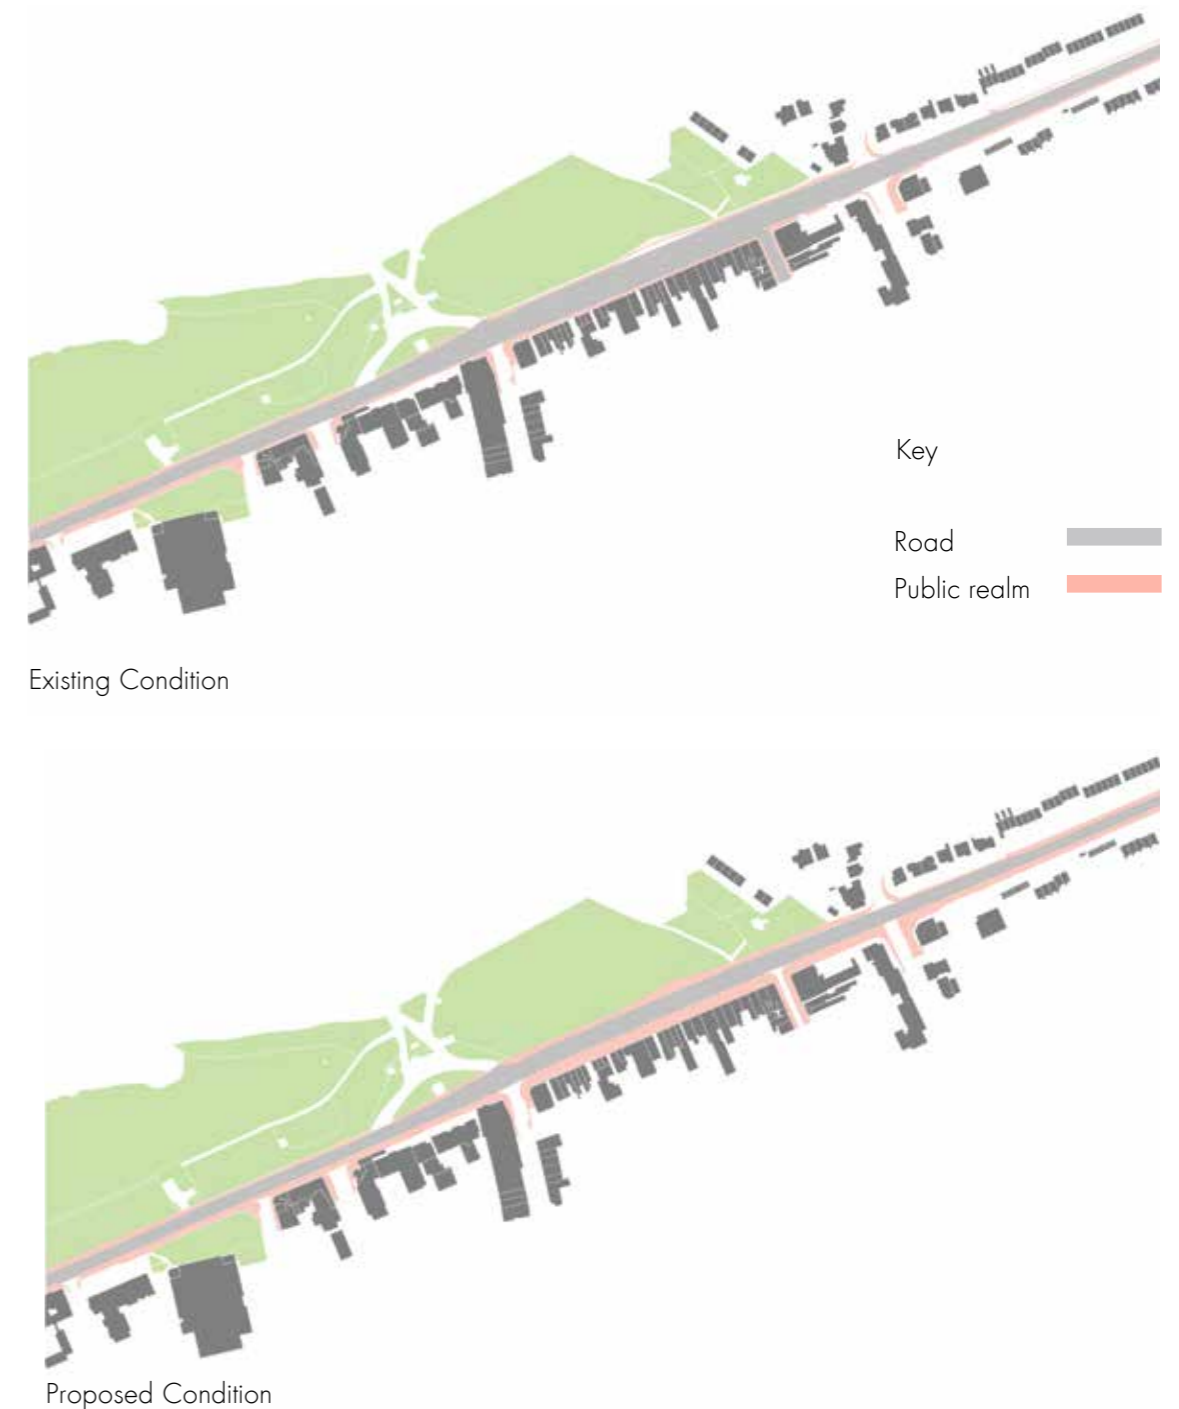 Key
Road
Public realm
Existing Condition
Proposed Condition